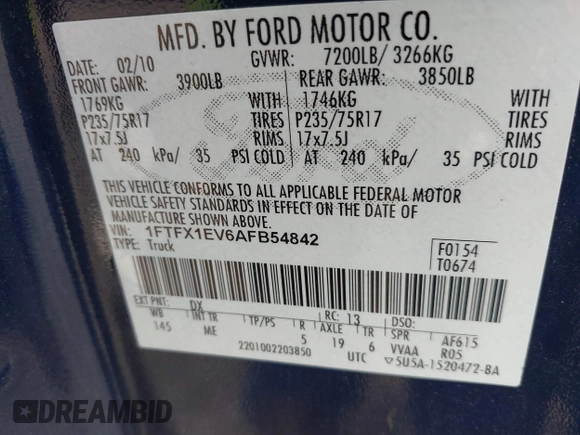 MFD. BY FORD MOTOR CO.
DATE: 02/10 GVWR: 7200LB/ 3266KG
FRONT GAWR: 3900LB REAR GAWR: 3850LB
1769KG WITH 1746KG WITH
P235/75R17 TIRES P235/75R17 TIRES
17x7.5J RIMS 17x7.5J RIMS
AT 240 kPa/ 35 PSI COLD AT 240 kPa/ 35 PSI COLD
THIS VEHICLE CONFORMS TO ALL APPLICABLE FEDERAL MOTOR
VEHICLE SAFETY STANDARDS IN EFFECT ON THE DATE OF
MANUFACTURE SHOWN ABOVE.
VIN: 1FTFX1EV6AFB54842
TYPE: Truck
F0154
T0674
EXT PNT: DX RC: 13 DSO:
WB INT TR TP/PS R AXLE TR SPR AF615
145 ME 5 19 6 VVAA R05
2201002203850 UTC ▽5U5A-1520472-BA
Ford
DREAMBID